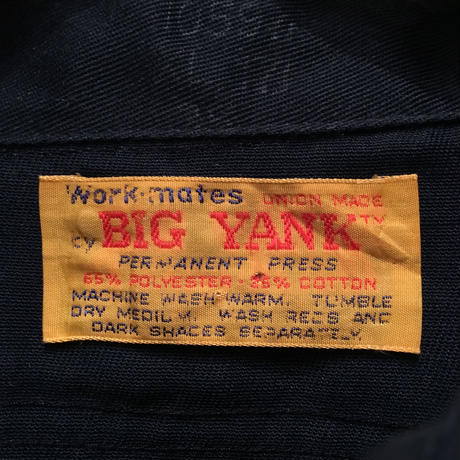 Work-mates UNION MADE
by BIG YANK
PERMANENT PRESS
65% POLYESTER · 35% COTTON
MACHINE WASH WARM, TUMBLE
DRY MEDIUM. WASH REDS AND
DARK SHADES SEPARATELY.